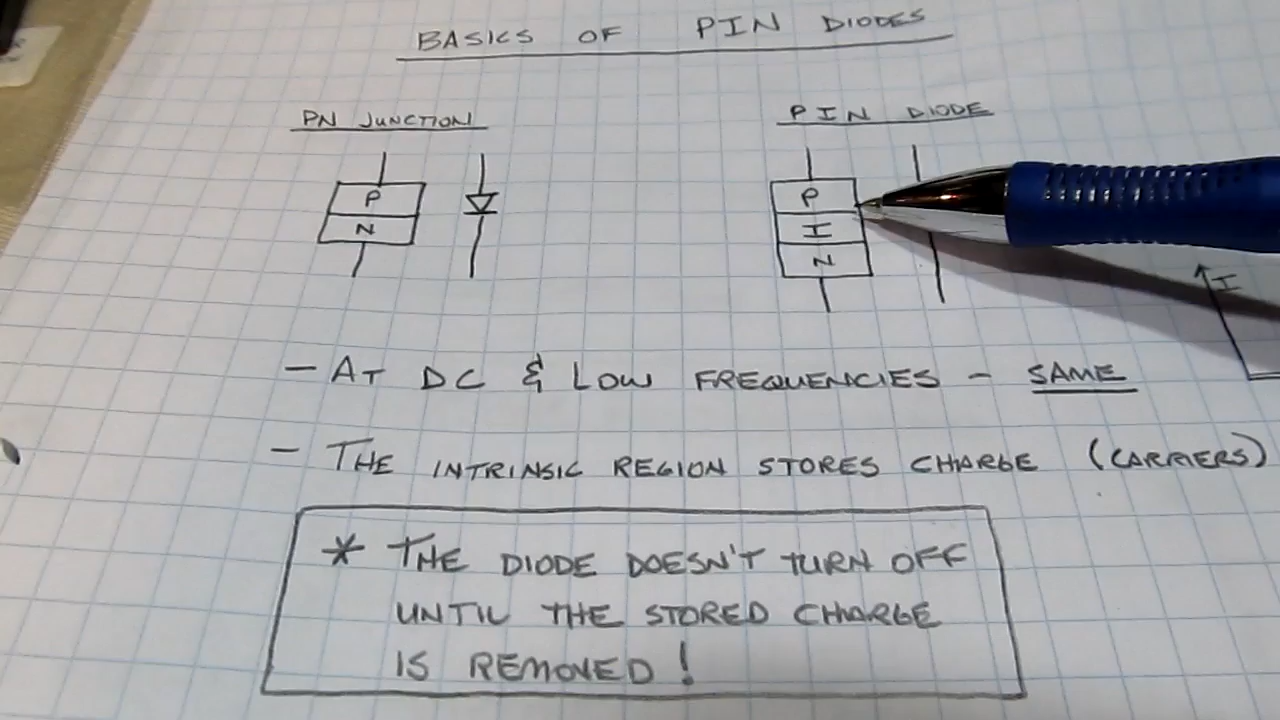 BASICS OF PIN DIODES
PN JUNCTION
PIN DIODE
P
N
P
I
N
I
- AT DC & LOW FREQUENCIES - SAME
- THE INTRINSIC REGION STORES CHARGE (CARRIERS)
* THE DIODE DOESN'T TURN OFF
UNTIL THE STORED CHARGE
IS REMOVED!